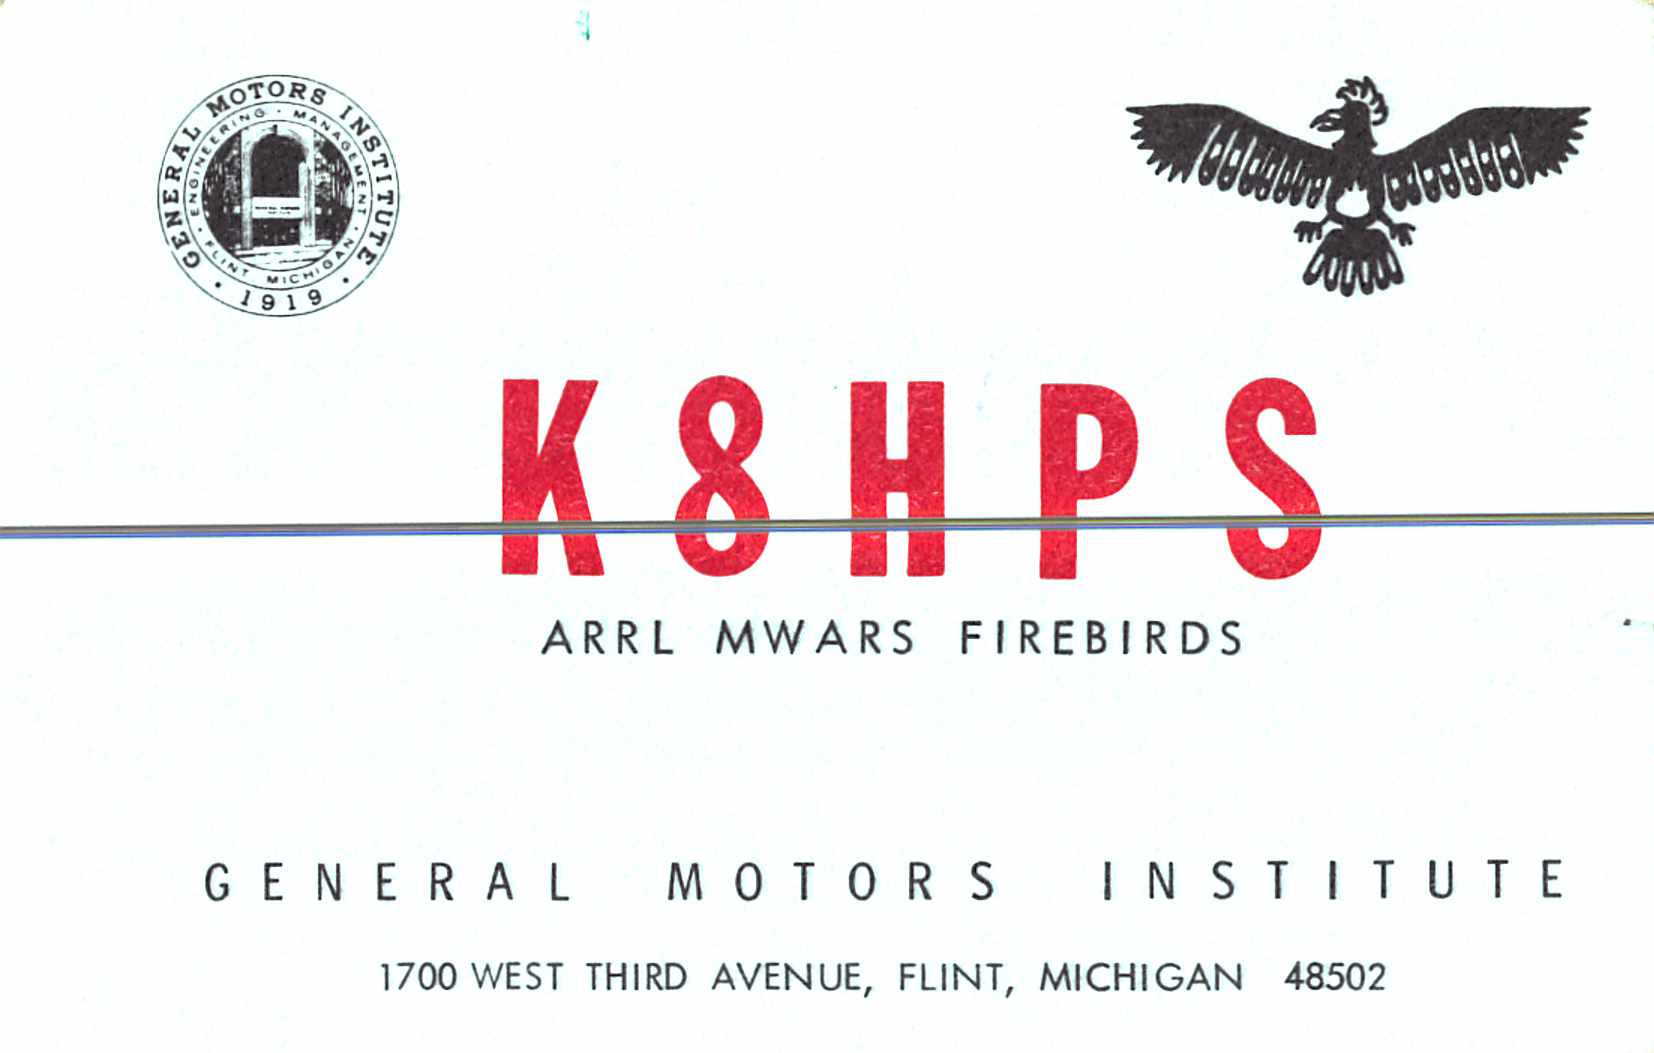 GENERAL MOTORS INSTITUTE
ENGINEERING · MANAGEMENT
FLINT MICHIGAN
· 1919 ·
K8HPS
ARRL MWARS FIREBIRDS
GENERAL MOTORS INSTITUTE
1700 WEST THIRD AVENUE, FLINT, MICHIGAN 48502